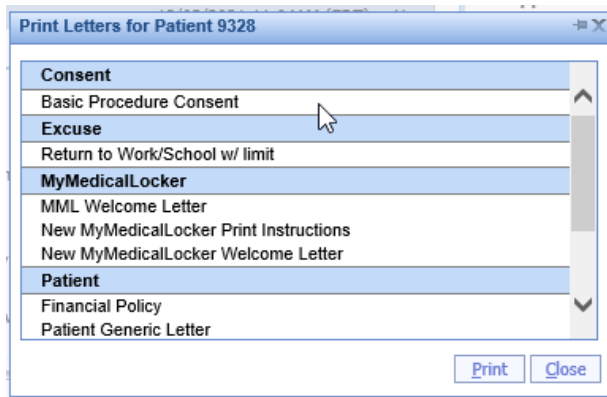 Print Letters for Patient 9328
Consent
Basic Procedure Consent
Excuse
Return to Work/School w/ limit
MyMedicalLocker
MML Welcome Letter
New MyMedicalLocker Print Instructions
New MyMedicalLocker Welcome Letter
Patient
Financial Policy
Patient Generic Letter
Print Close